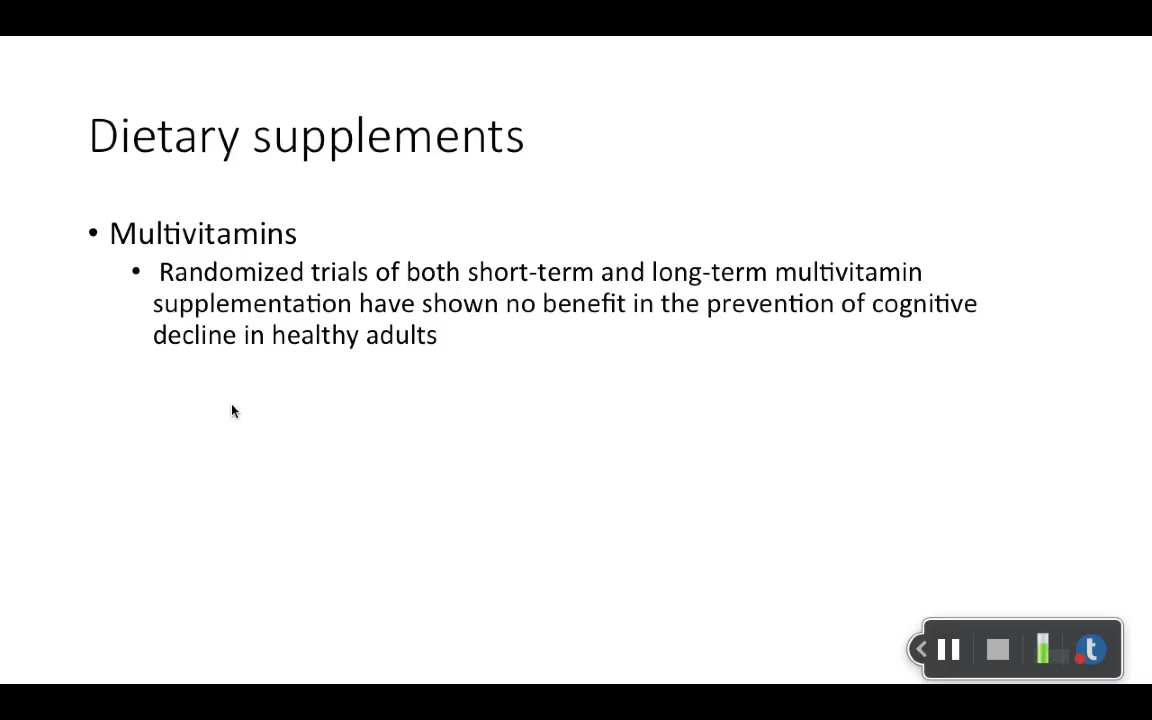 Dietary supplements
• Multivitamins
• Randomized trials of both short-term and long-term multivitamin
supplementation have shown no benefit in the prevention of cognitive
decline in healthy adults
t